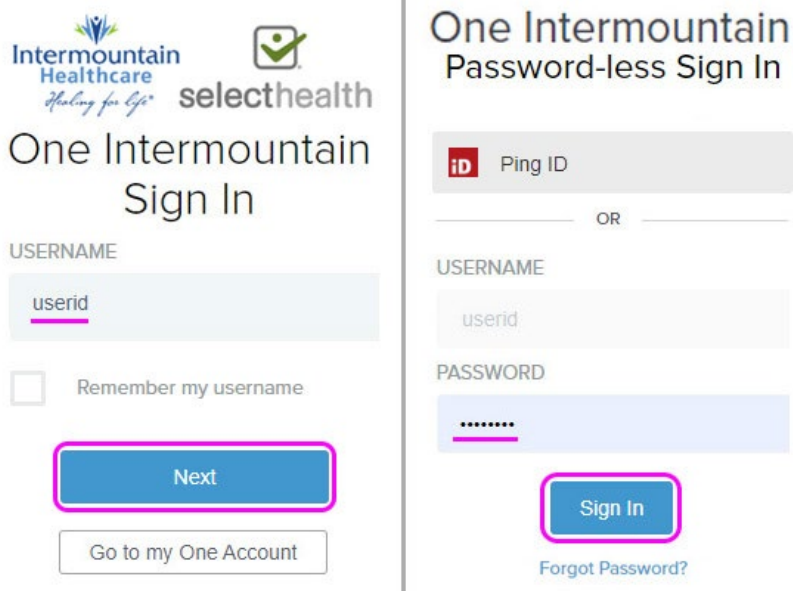 Intermountain
Healthcare
Healing for life®
selecthealth
One Intermountain
Sign In
USERNAME
userid
Remember my username
Next
Go to my One Account
One Intermountain
Password-less Sign In
iD Ping ID
OR
USERNAME
userid
PASSWORD
••••••••
Sign In
Forgot Password?